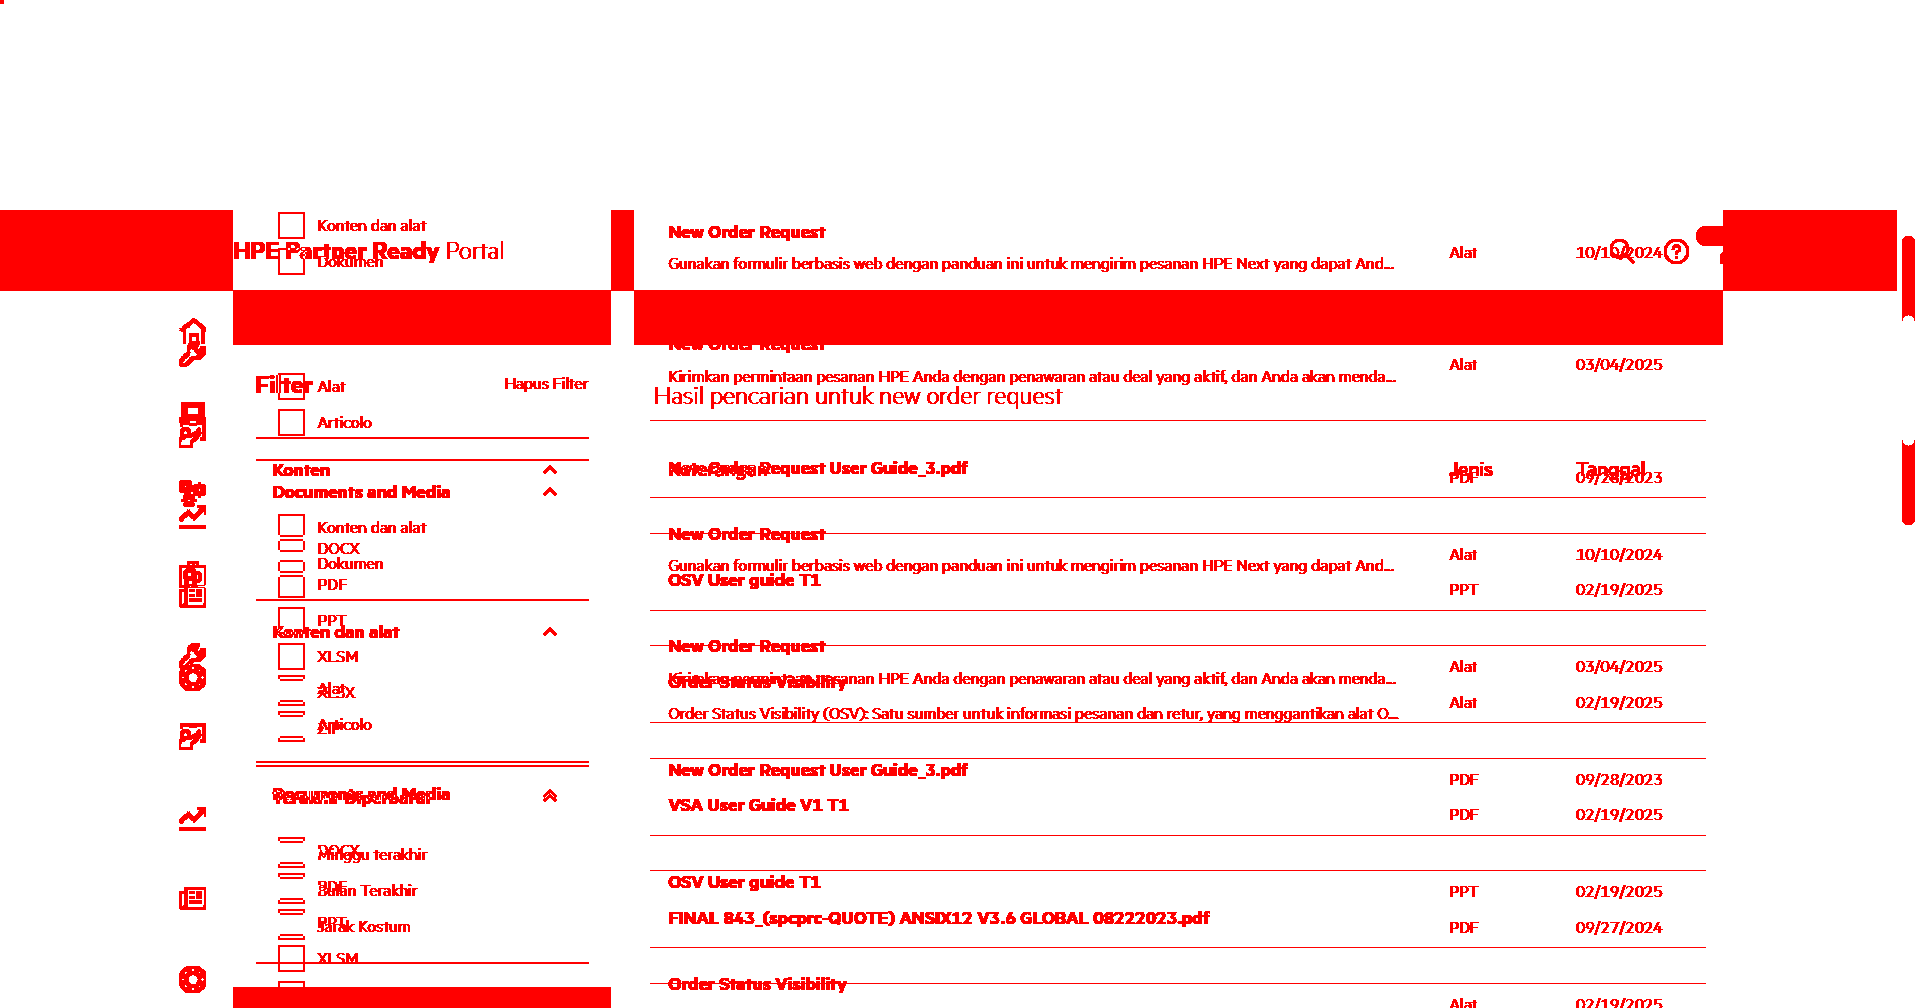 Konten dan alat
New Order Request
HPE Partner Ready Portal
Dokumen
Gunakan formulir berbasis web dengan panduan ini untuk mengirim pesanan HPE Next yang dapat And...
Alat
10/10/2024
New Order Request
Alat
03/04/2025
Filter
Alat
Hapus Filter
Kirimkan permintaan pesanan HPE Anda dengan penawaran atau deal yang aktif, dan Anda akan menda...
Hasil pencarian untuk new order request
Articolo
Konten
New Order Request User Guide_3.pdf
Jenis
Tanggal
PDF
09/28/2023
Documents and Media
Konten dan alat
New Order Request
DOCX
Alat
10/10/2024
Dokumen
Gunakan formulir berbasis web dengan panduan ini untuk mengirim pesanan HPE Next yang dapat And...
PDF
OSV User guide T1
PPT
02/19/2025
PPT
Konten dan alat
New Order Request
XLSM
Alat
03/04/2025
Kirimkan permintaan pesanan HPE Anda dengan penawaran atau deal yang aktif, dan Anda akan menda...
Order Status Visibility
Alat
XLSX
Alat
02/19/2025
Order Status Visibility (OSV): Satu sumber untuk informasi pesanan dan retur, yang menggantikan alat O...
Articolo
ZIP
New Order Request User Guide_3.pdf
PDF
09/28/2023
Documents and Media
VSA User Guide V1 T1
PDF
02/19/2025
DOCX
Minggu terakhir
OSV User guide T1
PPT
02/19/2025
PDF
Bulan Terakhir
FINAL 843_(spcprc-QUOTE) ANSIX12 V3.6 GLOBAL 08222023.pdf
PDF
09/27/2024
PPT
Jarak Kostum
XLSM
Order Status Visibility
Alat
02/19/2025